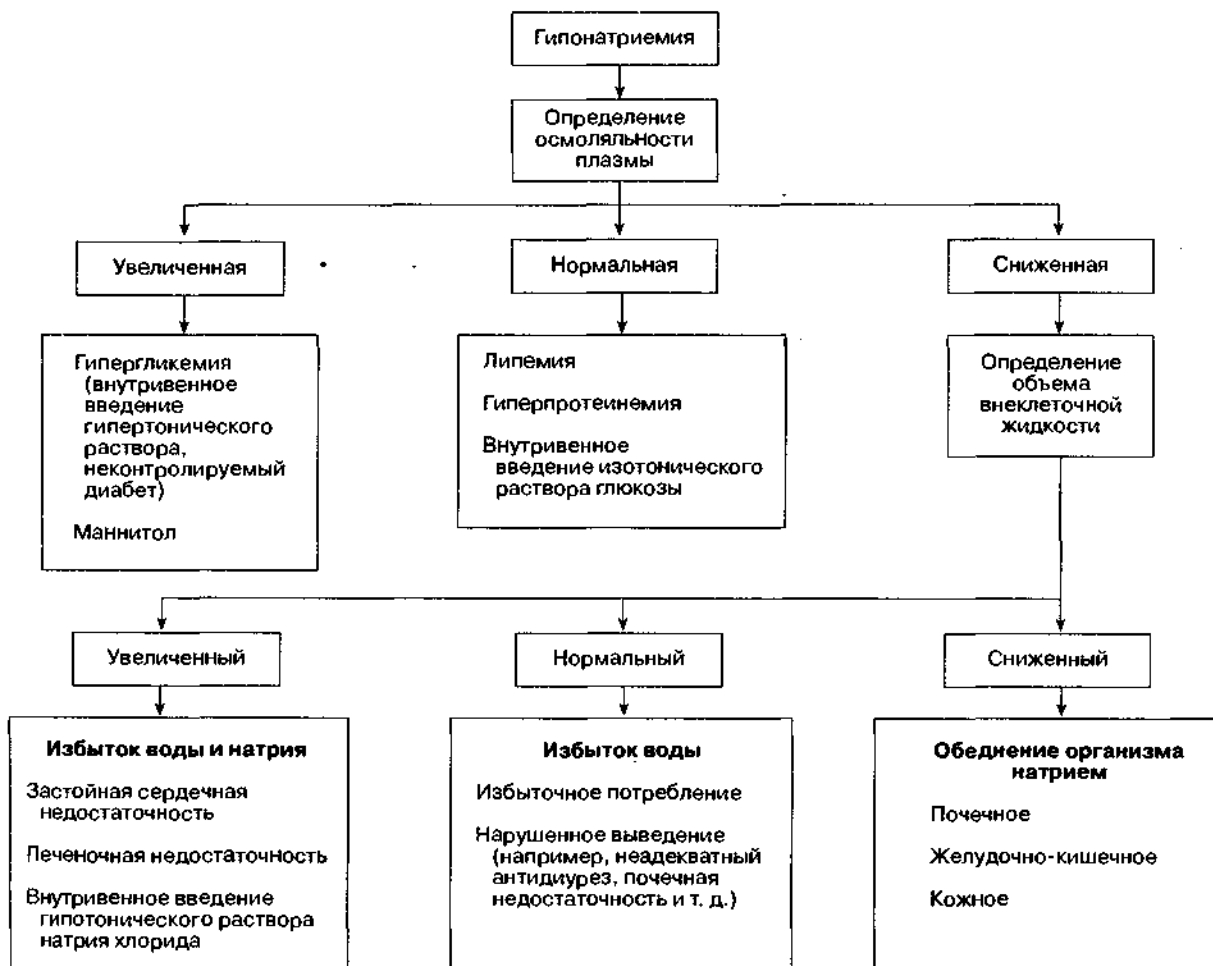 Гипонатриемия
Определение
осмоляльности
плазмы
Увеличенная
Нормальная
Сниженная
Гипергликемия
(внутривенное
введение
гипертонического
раствора,
неконтролируемый
диабет)
Маннитол
Липемия
Гиперпротеинемия
Внутривенное
введение изотонического
раствора глюкозы
Определение
объема
внеклеточной
жидкости
Увеличенный
Нормальный
Сниженный
Избыток воды и натрия
Застойная сердечная
недостаточность
Печеночная недостаточность
Внутривенное введение
гипотонического раствора
натрия хлорида
Избыток воды
Избыточное потребление
Нарушенное выведение
(например, неадекватный
антидиурез, почечная
недостаточность и т. д.)
Обеднение организма
натрием
Почечное
Желудочно-кишечное
Кожное